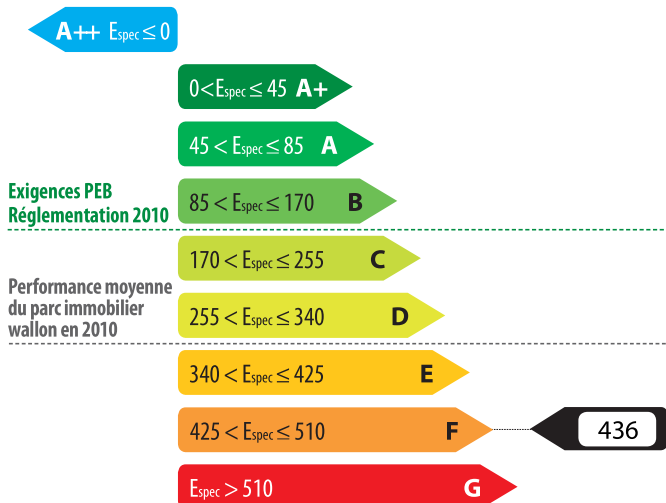 A++ Espec ≤ 0
0 < Espec ≤ 45 A+
45 < Espec ≤ 85 A
Exigences PEB
Réglementation 2010
85 < Espec ≤ 170 B
170 < Espec ≤ 255 C
Performance moyenne
du parc immobilier
wallon en 2010
255 < Espec ≤ 340 D
340 < Espec ≤ 425 E
425 < Espec ≤ 510 F
436
Espec > 510 G